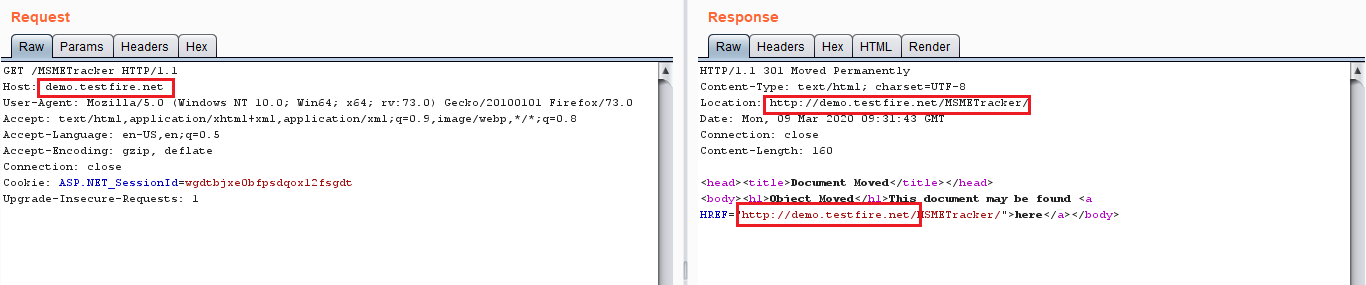 Request
Raw Params Headers Hex
GET /MSMETracker HTTP/1.1
Host: demo.testfire.net
User-Agent: Mozilla/5.0 (Windows NT 10.0; Win64; x64; rv:73.0) Gecko/20100101 Firefox/73.0
Accept: text/html,application/xhtml+xml,application/xml;q=0.9,image/webp,*/*;q=0.8
Accept-Language: en-US,en;q=0.5
Accept-Encoding: gzip, deflate
Connection: close
Cookie: ASP.NET_SessionId=wgdtbjxe0bfpsdqoxl2fsgdt
Upgrade-Insecure-Requests: 1
Response
Raw Headers Hex HTML Render
HTTP/1.1 301 Moved Permanently
Content-Type: text/html; charset=UTF-8
Location: http://demo.testfire.net/MSMETracker/
Date: Mon, 09 Mar 2020 09:31:43 GMT
Connection: close
Content-Length: 160
<head><title>Document Moved</title></head>
<body><h1>Object Moved</h1>This document may be found <a
HREF="http://demo.testfire.net/MSMETracker/">here</a></body>